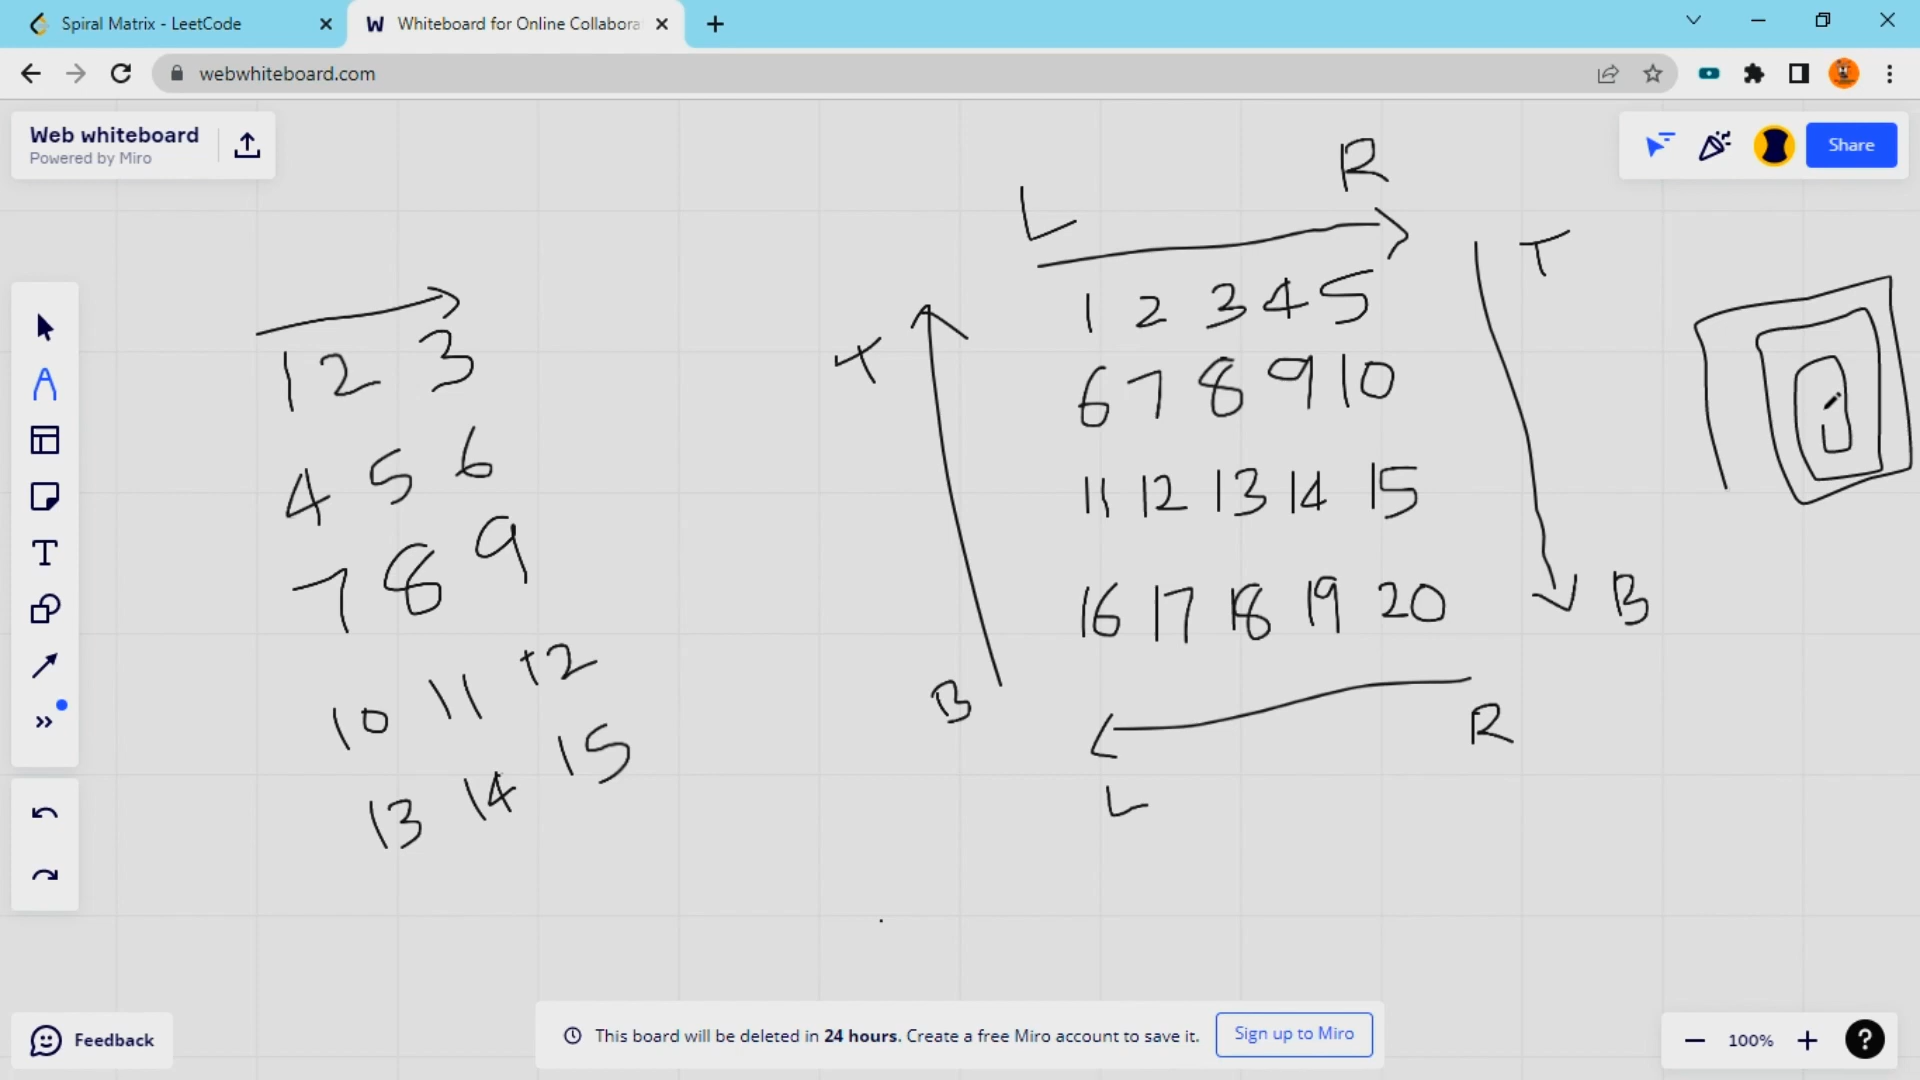 Spiral Matrix - LeetCode
Whiteboard for Online Collabora
webwhiteboard.com
Web whiteboard
Powered by Miro
Share
1 2 3
4 5 6
7 8 9
10 11 12
13 14 15
L R
T
1 2 3 4 5
T
6 7 8 9 10
11 12 13 14 15
16 17 18 19 20
B
B
R
L
Feedback
This board will be deleted in 24 hours. Create a free Miro account to save it.
Sign up to Miro
100%